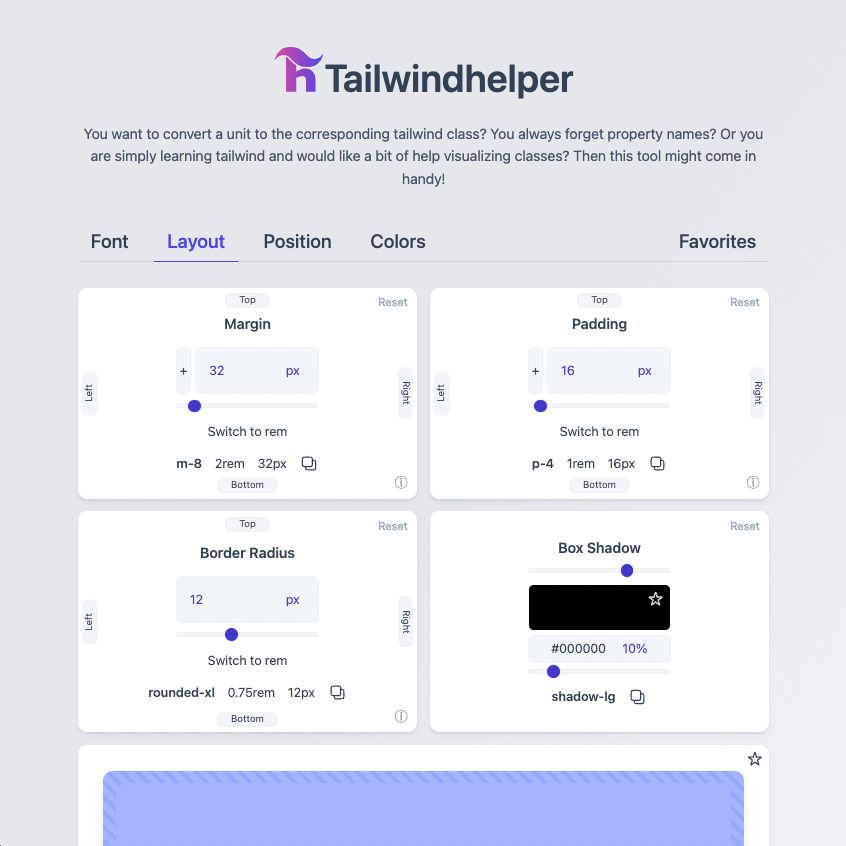 Tailwindhelper
You want to convert a unit to the corresponding tailwind class? You always forget property names? Or you
are simply learning tailwind and would like a bit of help visualizing classes? Then this tool might come in
handy!
Font Layout Position Colors Favorites
Top
Reset
Margin
Left
+ 32 px
Right
Switch to rem
m-8 2rem 32px
Bottom
Top
Reset
Padding
Left
+ 16 px
Right
Switch to rem
p-4 1rem 16px
Bottom
Top
Reset
Border Radius
Left
12 px
Right
Switch to rem
rounded-xl 0.75rem 12px
Bottom
Reset
Box Shadow
#000000 10%
shadow-lg